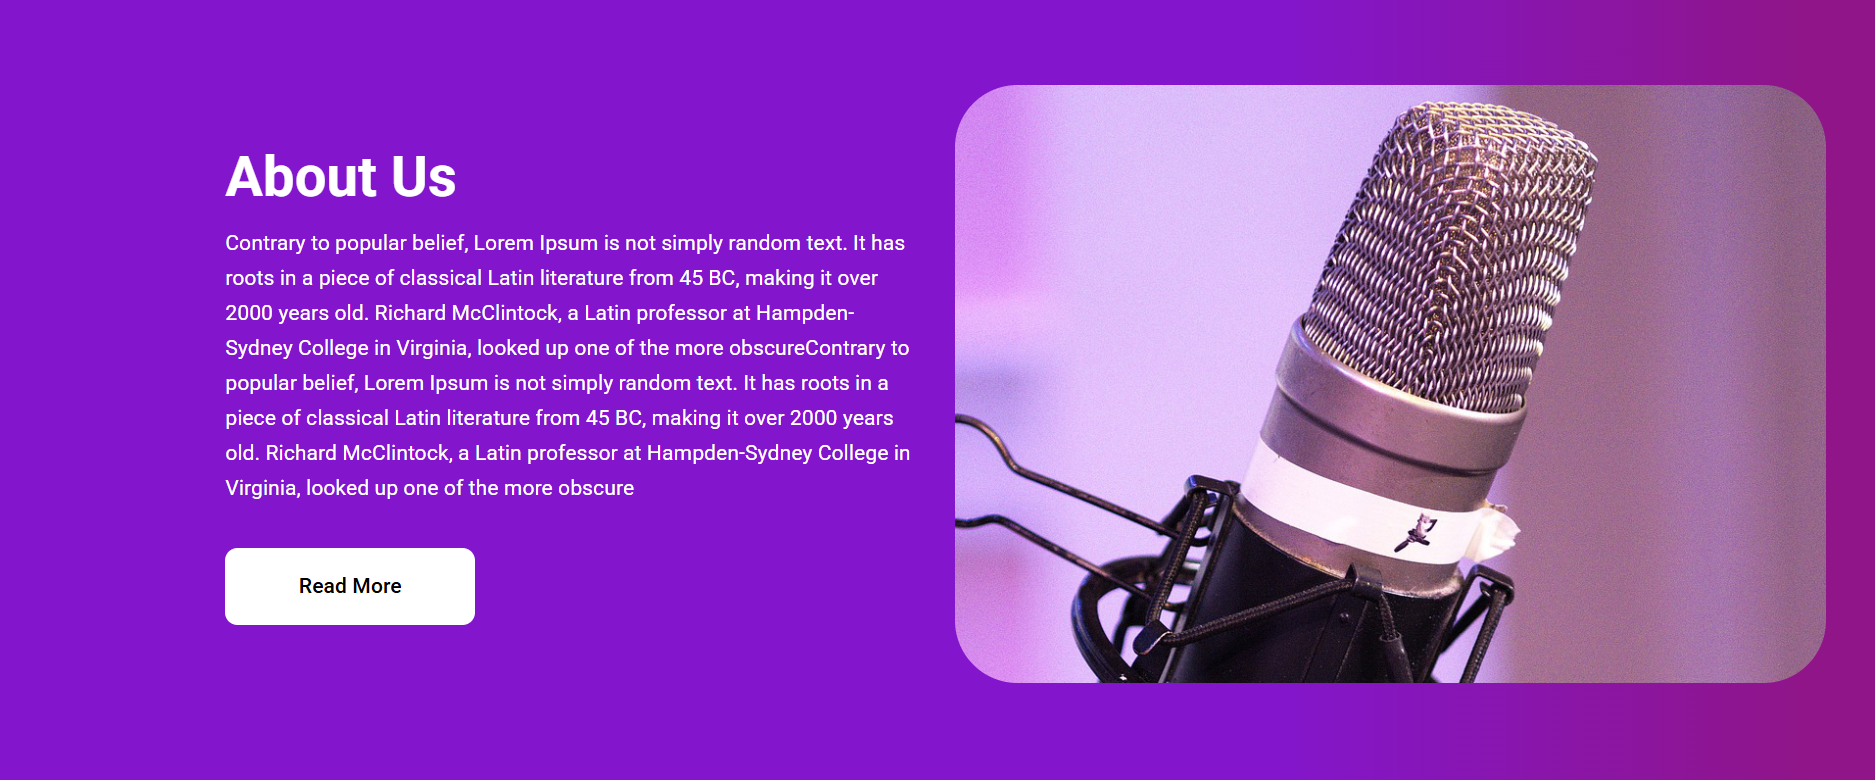 About Us
Contrary to popular belief, Lorem Ipsum is not simply random text. It has
roots in a piece of classical Latin literature from 45 BC, making it over
2000 years old. Richard McClintock, a Latin professor at Hampden-
Sydney College in Virginia, looked up one of the more obscureContrary to
popular belief, Lorem Ipsum is not simply random text. It has roots in a
piece of classical Latin literature from 45 BC, making it over 2000 years
old. Richard McClintock, a Latin professor at Hampden-Sydney College in
Virginia, looked up one of the more obscure
Read More